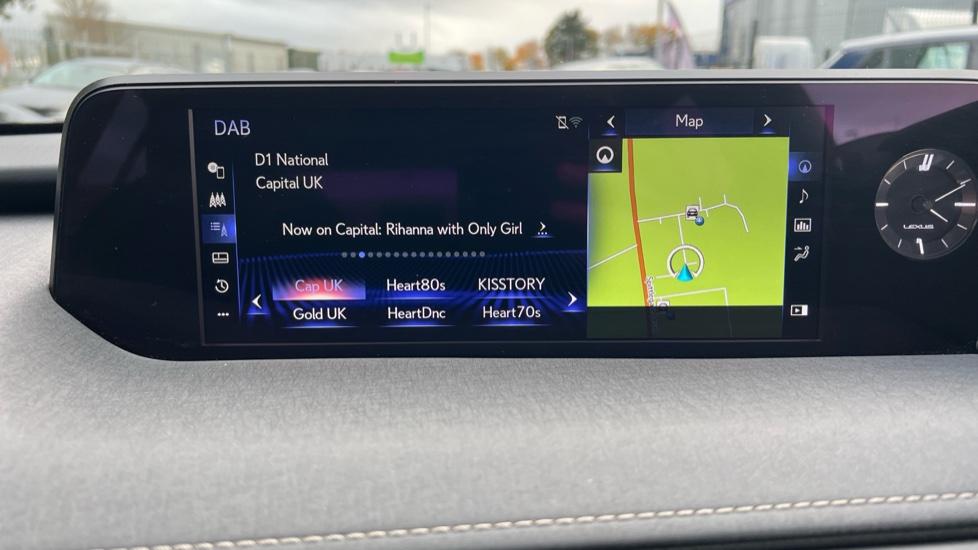 DAB
Map
D1 National
Capital UK
Now on Capital: Rihanna with Only Girl
Cap UK
Heart80s
KISSTORY
Gold UK
HeartDnc
Heart70s
LEXUS